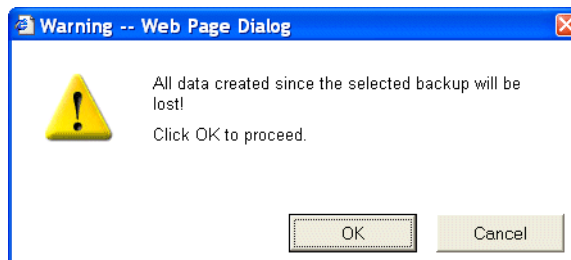 Warning -- Web Page Dialog
All data created since the selected backup will be
lost!
Click OK to proceed.
OK
Cancel